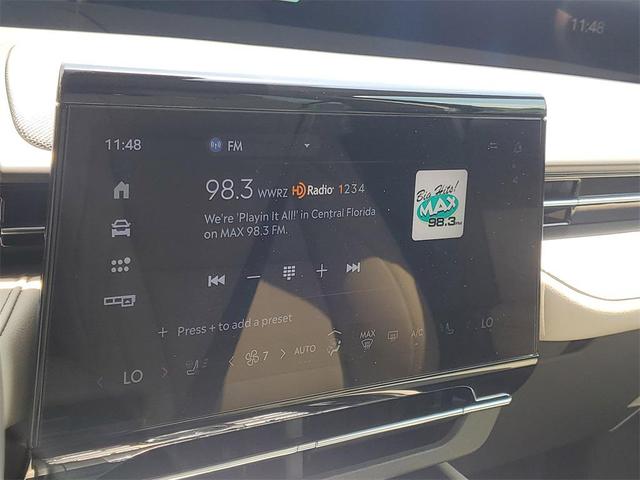 11:48
11:48
FM
98.3 WWRZ HD Radio 1234
We're 'Playin It All!' in Central Florida
on MAX 98.3 FM.
Big Hits!
MAX
98.3FM
+ Press + to add a preset
LO
7
AUTO
MAX
A/C
LO